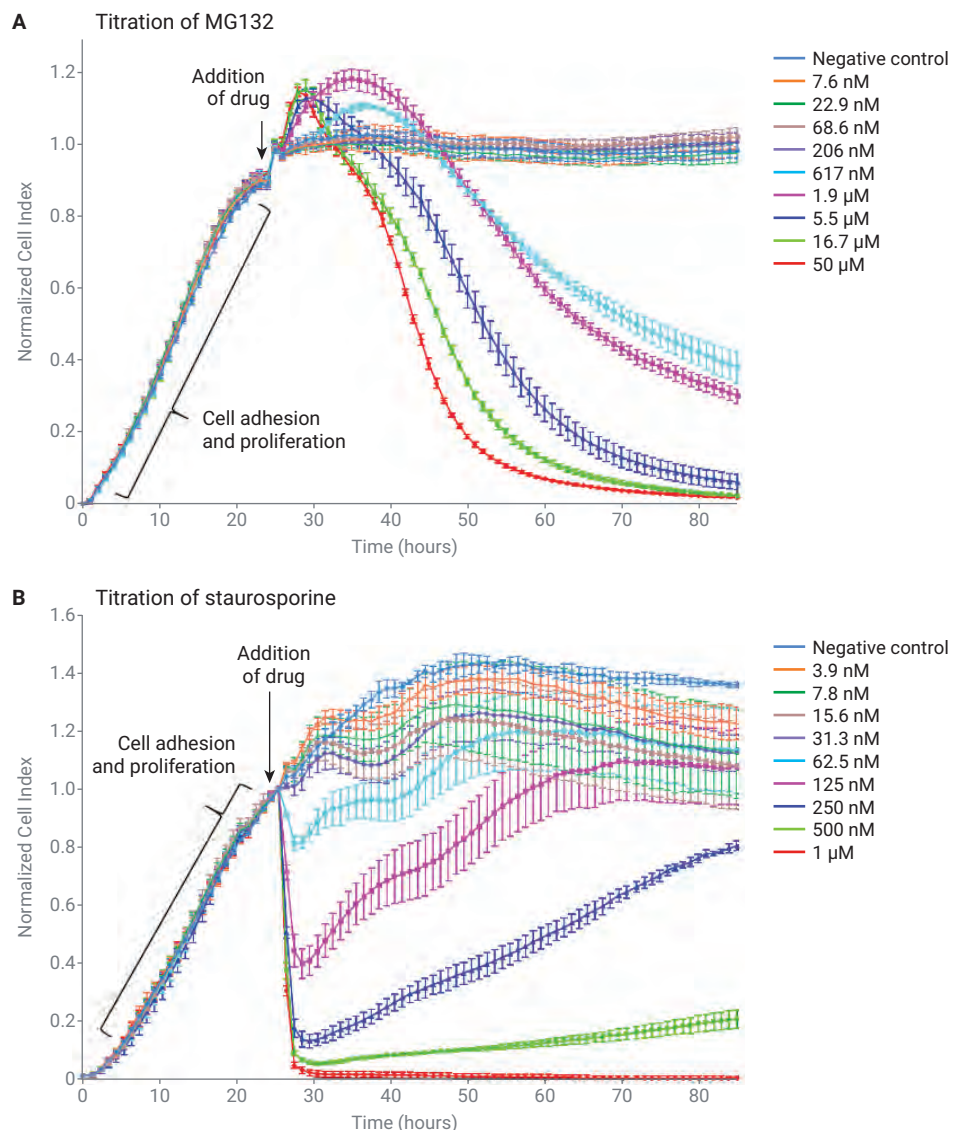 A Titration of MG132
Addition
of drug
Cell adhesion
and proliferation
Normalized Cell Index
1.2
1.0
0.8
0.6
0.4
0.2
0
0 10 20 30 40 50 60 70 80
Time (hours)
Negative control
7.6 nM
22.9 nM
68.6 nM
206 nM
617 nM
1.9 µM
5.5 µM
16.7 µM
50 µM
B Titration of staurosporine
Addition
of drug
Cell adhesion
and proliferation
Normalized Cell Index
1.6
1.4
1.2
1.0
0.8
0.6
0.4
0.2
0
0 10 20 30 40 50 60 70 80
Time (hours)
Negative control
3.9 nM
7.8 nM
15.6 nM
31.3 nM
62.5 nM
125 nM
250 nM
500 nM
1 µM